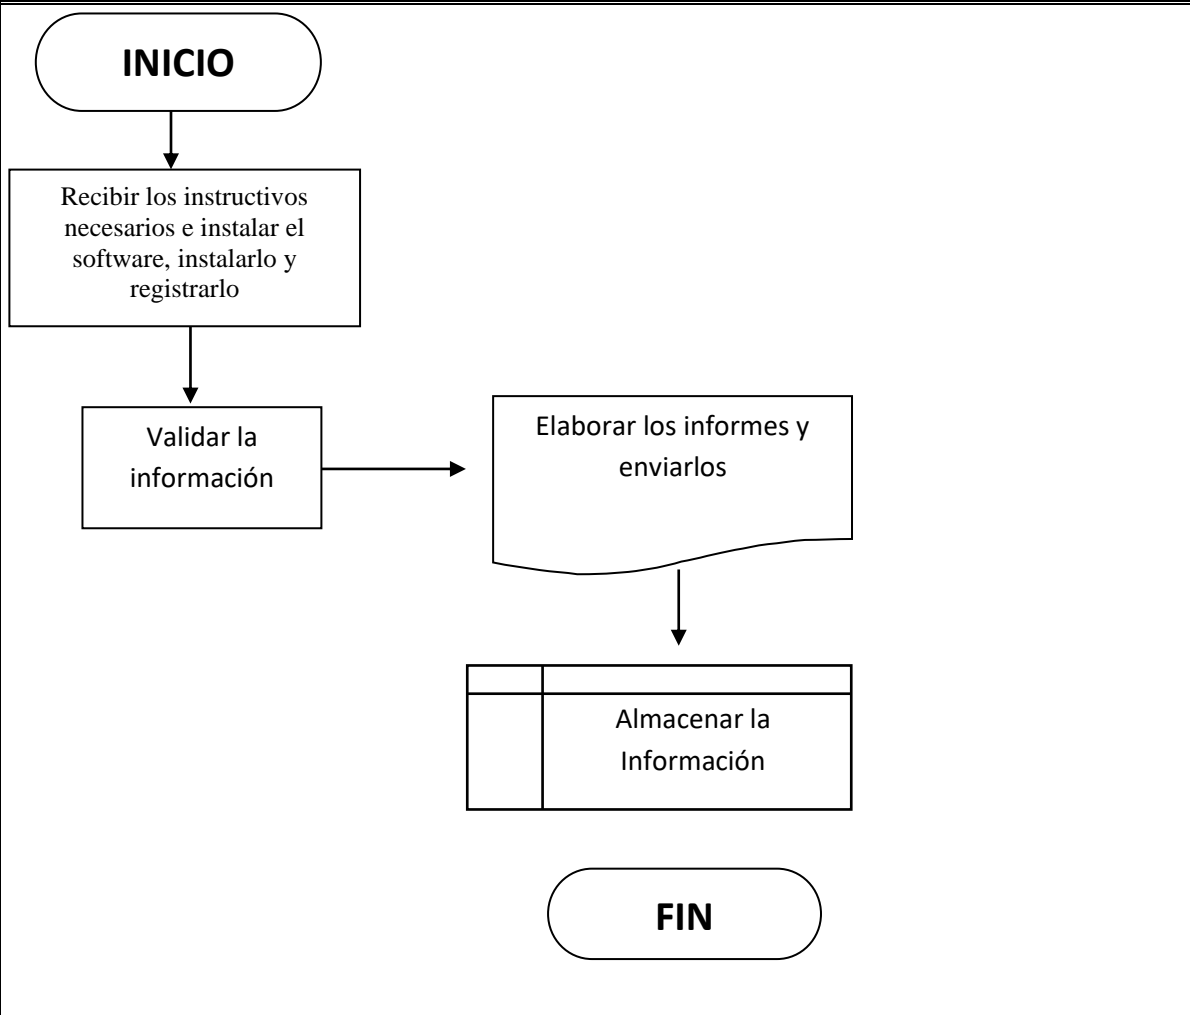 INICIO
Recibir los instructivos
necesarios e instalar el
software, instalarlo y
registrarlo
Validar la
información
Elaborar los informes y
enviarlos
Almacenar la
Información
FIN